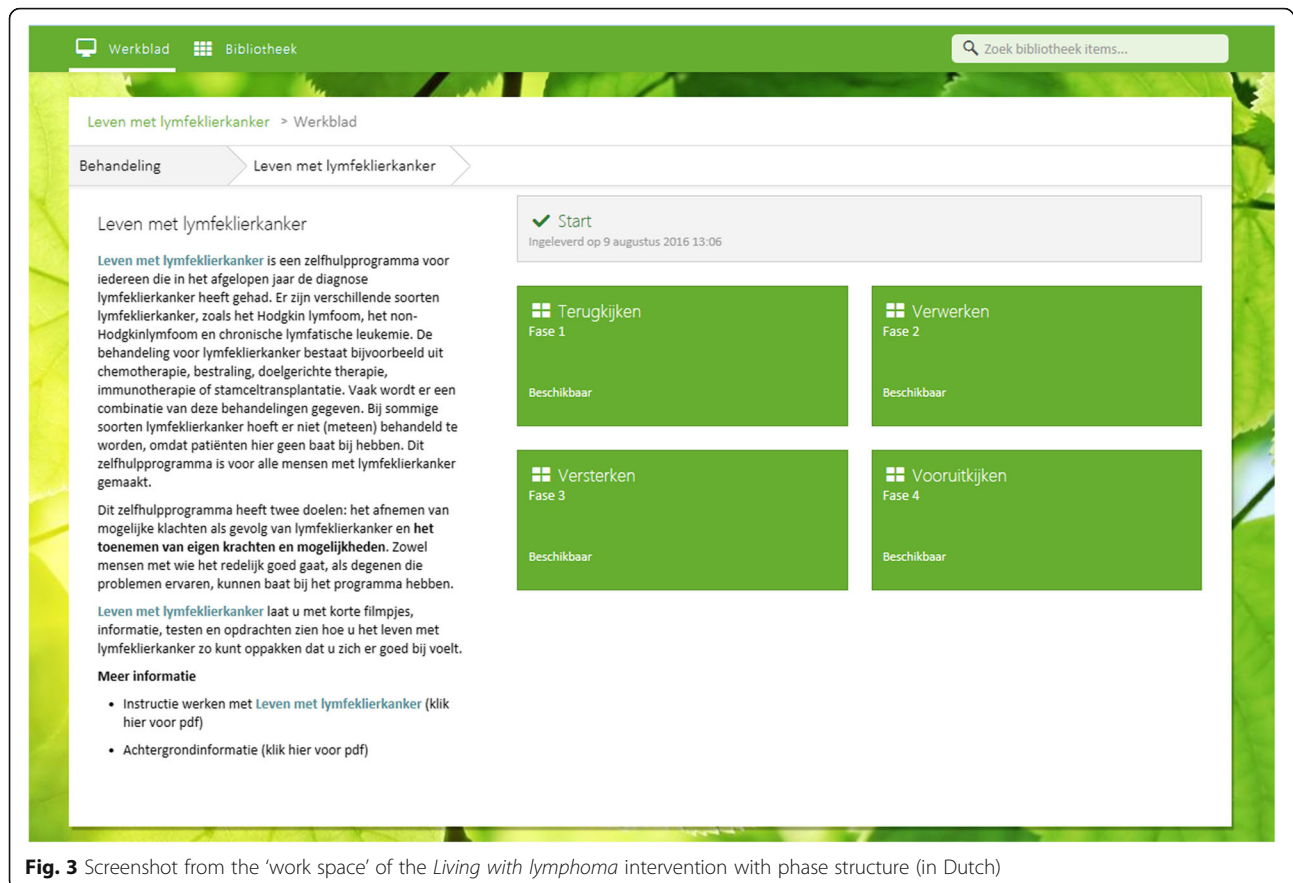 Werkblad Bibliotheek Zoek bibliotheek items...
Leven met lymfeklierkanker > Werkblad
Behandeling Leven met lymfeklierkanker
Leven met lymfeklierkanker
Leven met lymfeklierkanker is een zelfhulpprogramma voor
iedereen die in het afgelopen jaar de diagnose
lymfeklierkanker heeft gehad. Er zijn verschillende soorten
lymfeklierkanker, zoals het Hodgkin lymfoom, het non-
Hodgkinlymfoom en chronische lymfatische leukemie. De
behandeling voor lymfeklierkanker bestaat bijvoorbeeld uit
chemotherapie, bestraling, doelgerichte therapie,
immunotherapie of stamceltransplantatie. Vaak wordt er een
combinatie van deze behandelingen gegeven. Bij sommige
soorten lymfeklierkanker hoeft er niet (meteen) behandeld te
worden, omdat patiënten hier geen baat bij hebben. Dit
zelfhulpprogramma is voor alle mensen met lymfeklierkanker
gemaakt.
Dit zelfhulpprogramma heeft twee doelen: het afnemen van
mogelijke klachten als gevolg van lymfeklierkanker en het
toenemen van eigen krachten en mogelijkheden. Zowel
mensen met wie het redelijk goed gaat, als degenen die
problemen ervaren, kunnen baat bij het programma hebben.
Leven met lymfeklierkanker laat u met korte filmpjes,
informatie, testen en opdrachten zien hoe u het leven met
lymfeklierkanker zo kunt oppakken dat u zich er goed bij voelt.
Meer informatie
• Instructie werken met Leven met lymfeklierkanker (klik
hier voor pdf)
• Achtergrondinformatie (klik hier voor pdf)
Start
Ingeleverd op 9 augustus 2016 13:06
Terugkijken
Fase 1
Beschikbaar
Verwerken
Fase 2
Beschikbaar
Versterken
Fase 3
Beschikbaar
Vooruitkijken
Fase 4
Beschikbaar
Fig. 3 Screenshot from the ‘work space’ of the Living with lymphoma intervention with phase structure (in Dutch)